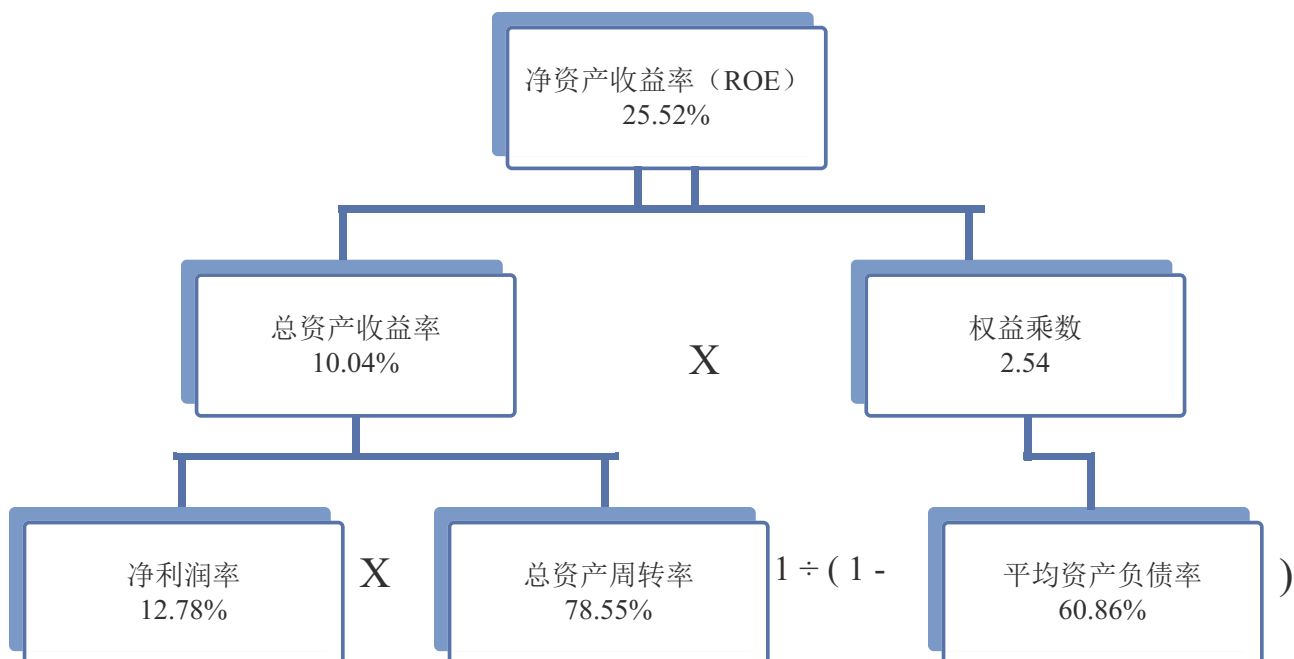 净资产收益率（ROE）
25.52%
总资产收益率
10.04%
X
权益乘数
2.54
净利润率
12.78%
X
总资产周转率
78.55%
1 ÷ ( 1 -
平均资产负债率
60.86%
)